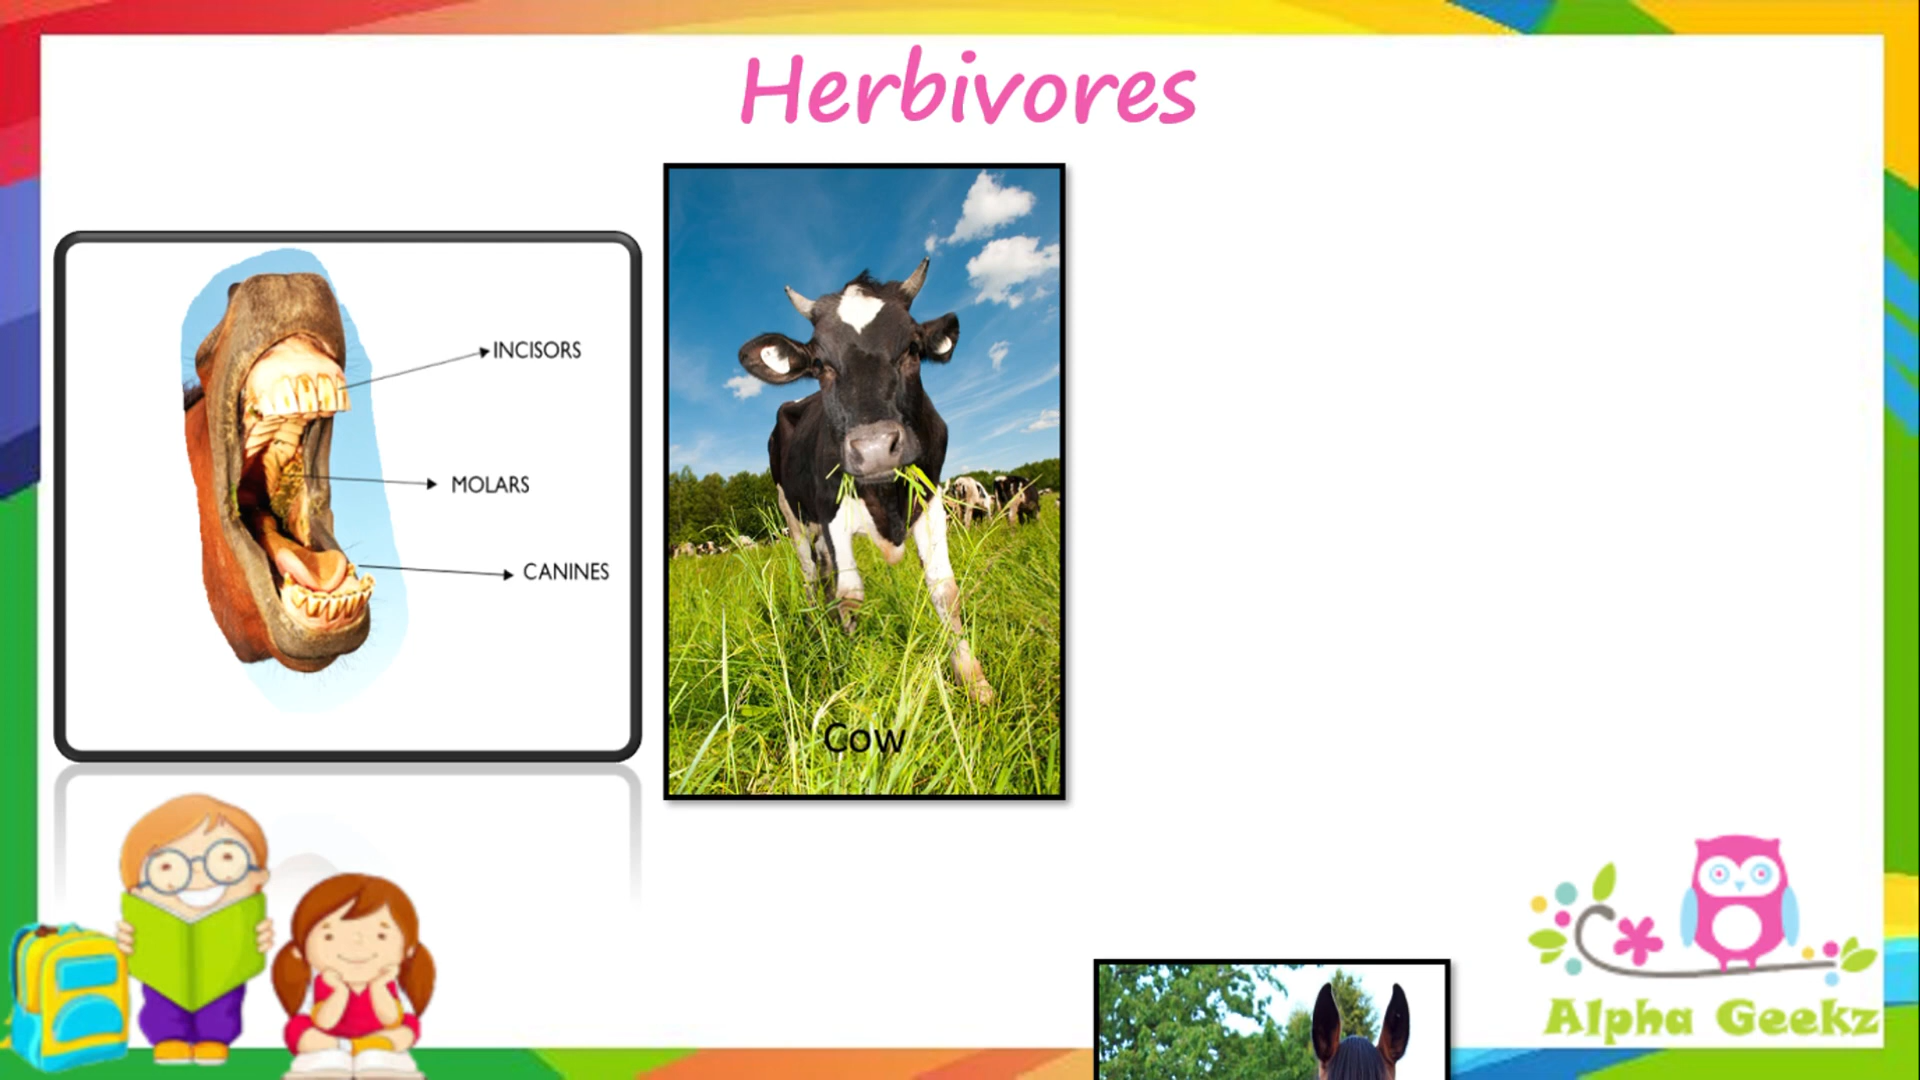 Herbivores
INCISORS
MOLARS
CANINES
Cow
Alpha Geekz